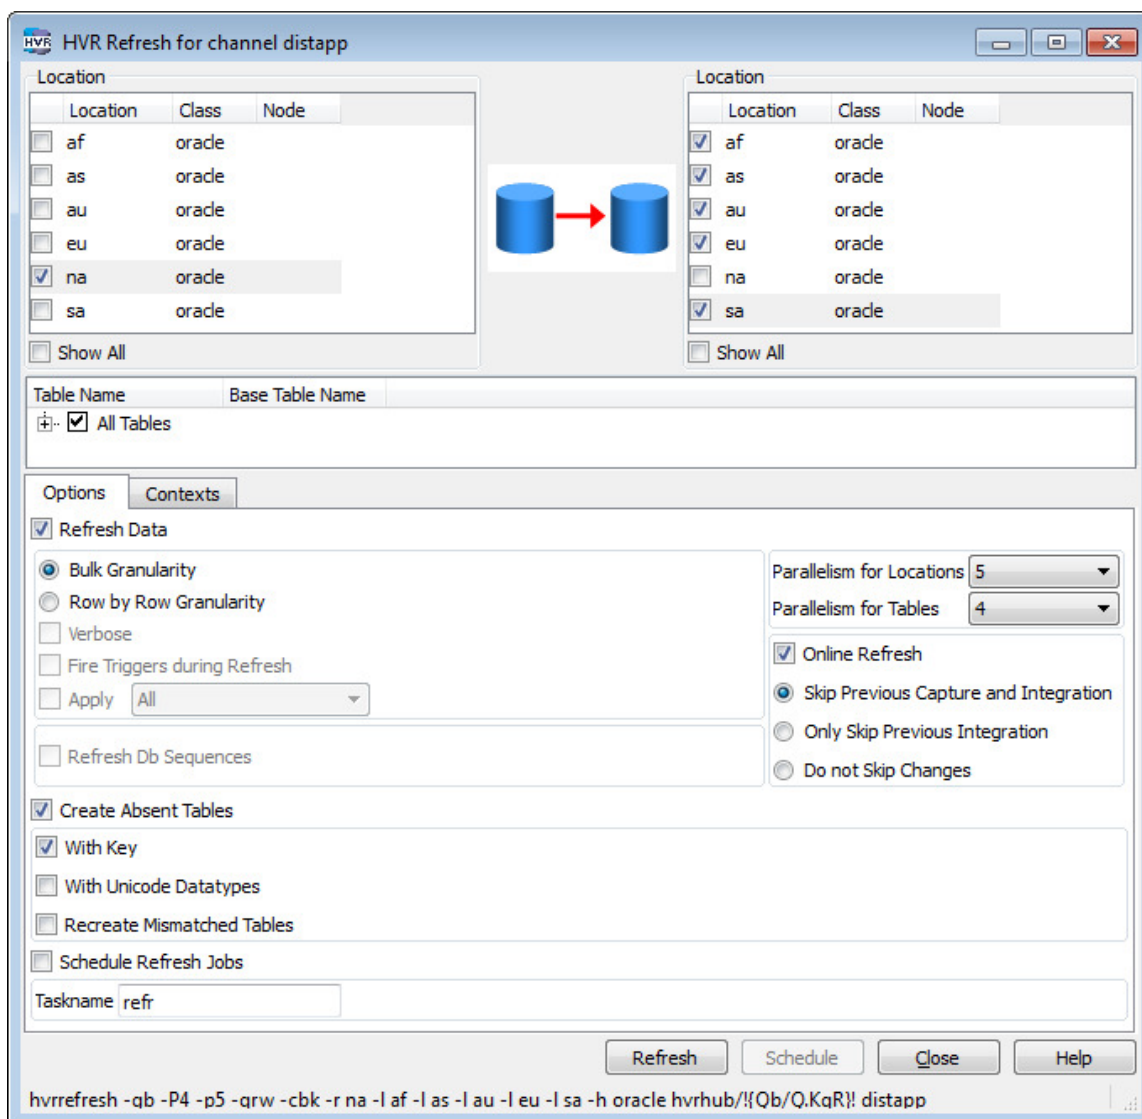 HVR HVR Refresh for channel distapp
Location
Location Class Node
af oracle
as oracle
au oracle
eu oracle
na oracle
sa oracle
Show All
Location
Location Class Node
af oracle
as oracle
au oracle
eu oracle
na oracle
sa oracle
Show All
Table Name Base Table Name
All Tables
Options Contexts
Refresh Data
Bulk Granularity
Row by Row Granularity
Verbose
Fire Triggers during Refresh
Apply All
Refresh Db Sequences
Parallelism for Locations 5
Parallelism for Tables 4
Online Refresh
Skip Previous Capture and Integration
Only Skip Previous Integration
Do not Skip Changes
Create Absent Tables
With Key
With Unicode Datatypes
Recreate Mismatched Tables
Schedule Refresh Jobs
Taskname refr
Refresh Schedule Close Help
hvrrefresh -gb -P4 -p5 -qrw -cbk -r na -l af -l as -l au -l eu -l sa -h oracle hvrhub/!{Qb/Q.KqR}! distapp